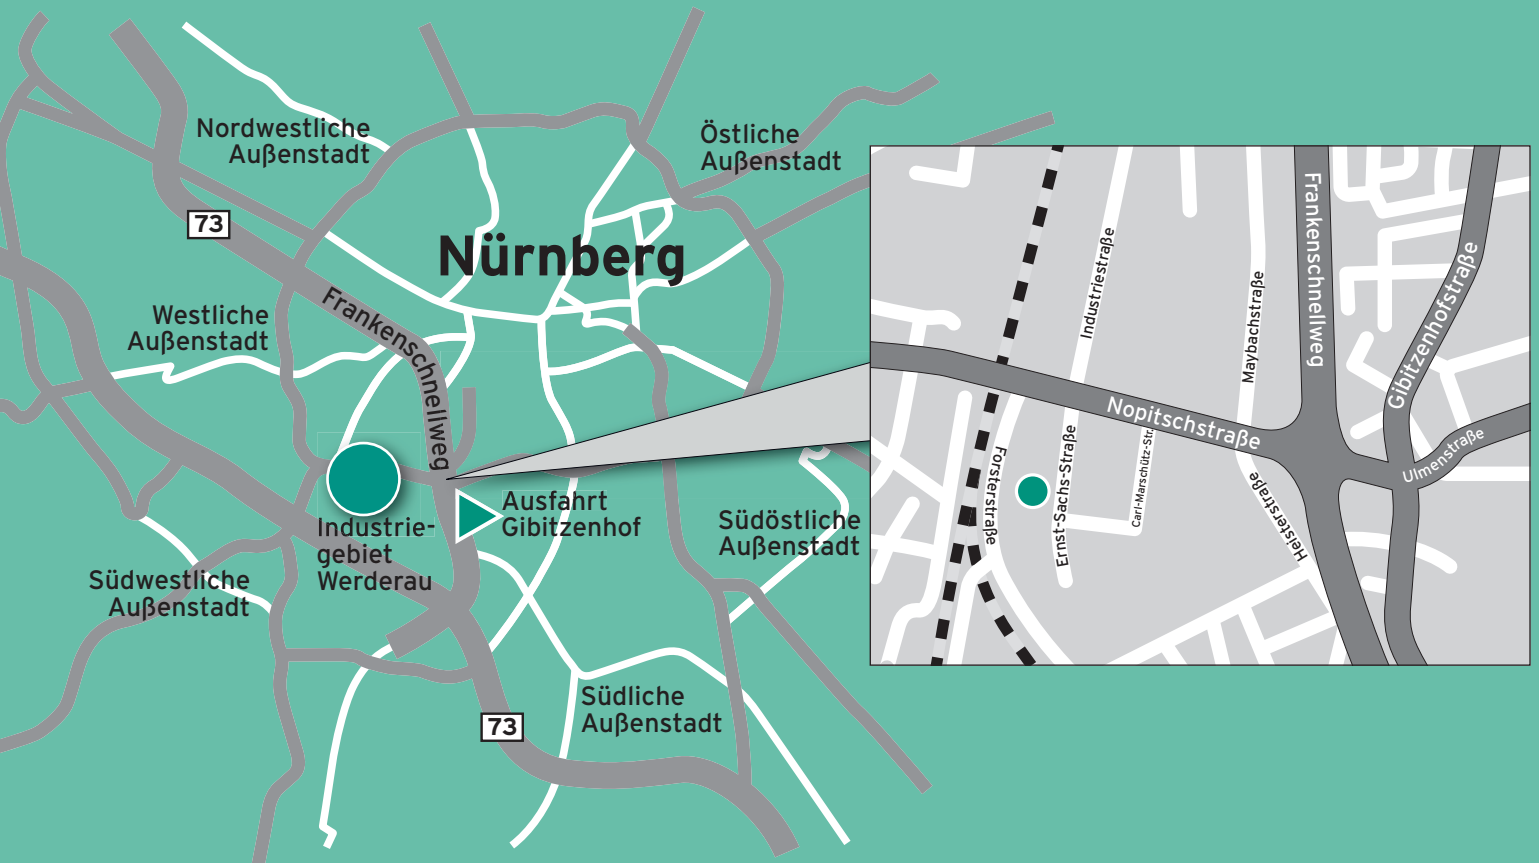 Nordwestliche
Außenstadt
Östliche
Außenstadt
73
Nürnberg
Westliche
Außenstadt
Frankenschnellweg
Ausfahrt
Gibitzenhof
Industrie-
gebiet
Werderau
Südöstliche
Außenstadt
Südwestliche
Außenstadt
Südliche
Außenstadt
73
Industriestraße
Maybachstraße
Frankenschnellweg
Gibitzenhofstraße
Nopitschstraße
Ulmenstraße
Forsterstraße
Ernst-Sachs-Straße
Carl-Marschütz-Str.
Heisterstraße